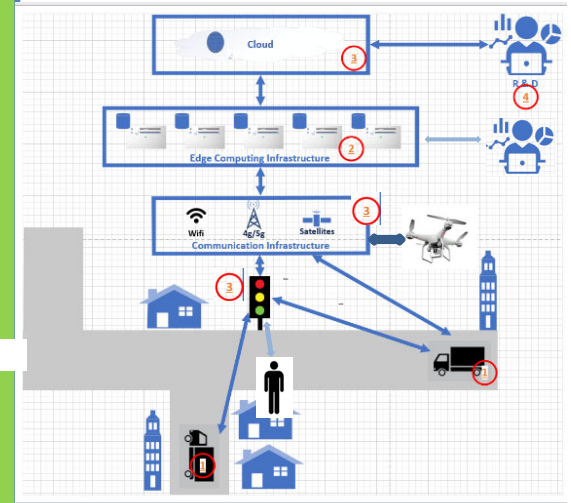 Cloud
3
R & D
4
Edge Computing Infrastructure
2
Wifi
4g/5g
Satellites
3
Communication Infrastructure
3
1
1